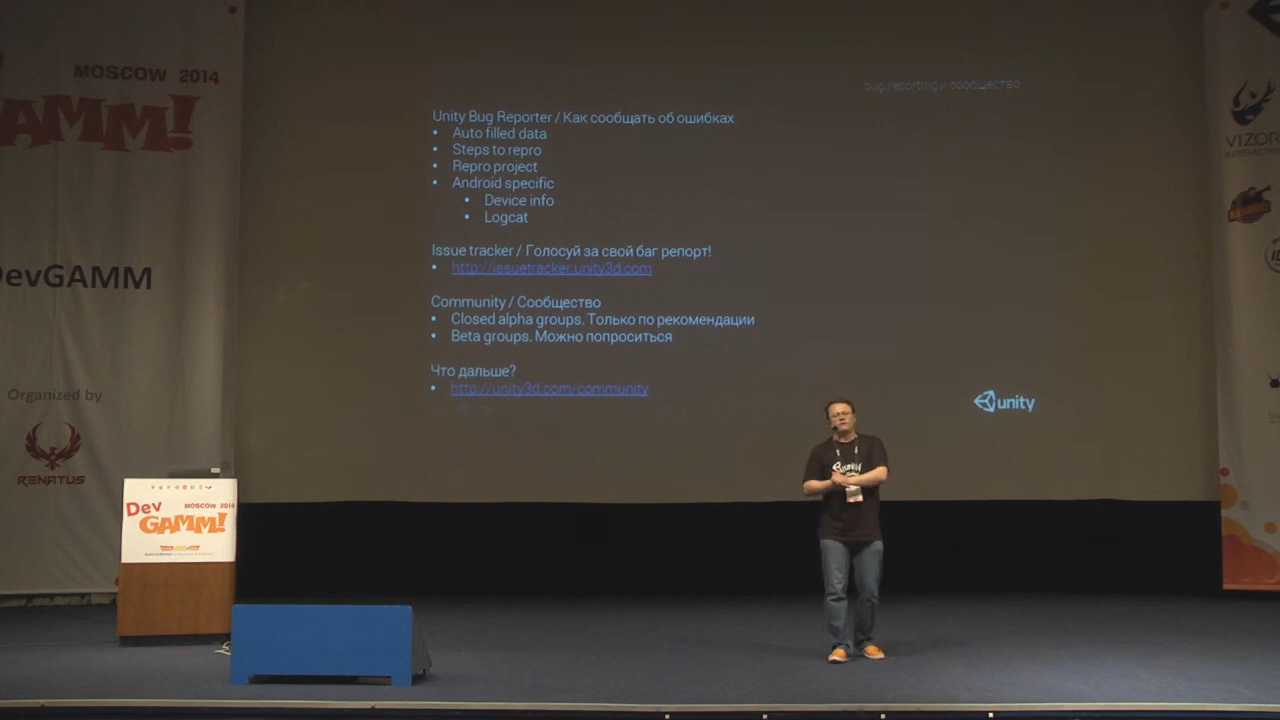 MOSCOW 2014
AMM!
DevGAMM
Organized by
RENATUS
bug reporting и сообщество
Unity Bug Reporter / Как сообщать об ошибках
• Auto filled data
• Steps to repro
• Repro project
• Android specific
• Device info
• Logcat
Issue tracker / Голосуй за свой баг репорт!
• http://issuetracker.unity3d.com
Community / Сообщество
• Closed alpha groups. Только по рекомендации
• Beta groups. Можно попроситься
Что дальше?
• http://unity3d.com/community
unity
Dev
MOSCOW 2014
GAMM!
VIZOR